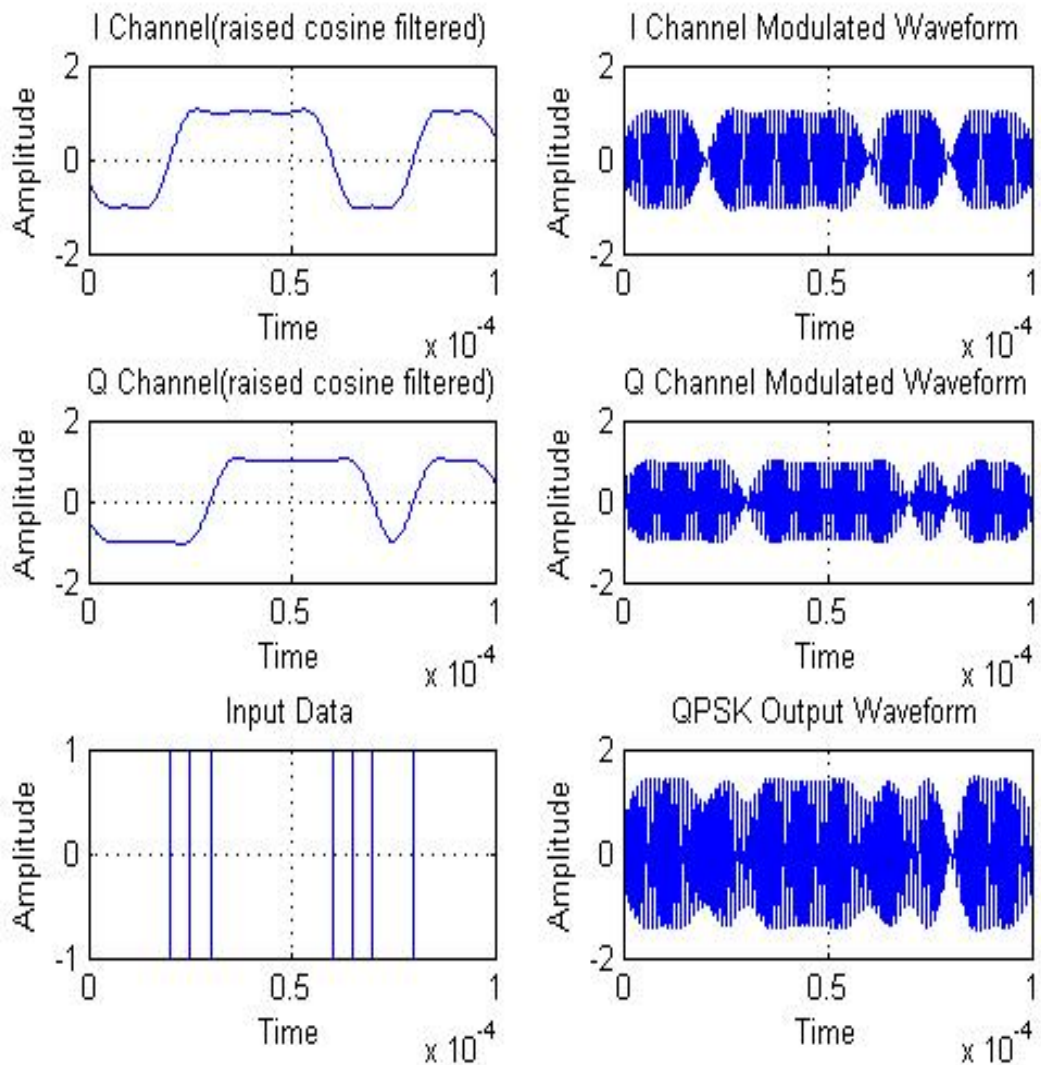 I Channel(raised cosine filtered)
Amplitude
2
0
-2
0 0.5 1
Time
x 10-4
I Channel Modulated Waveform
Amplitude
2
0
-2
0 0.5 1
Time
x 10-4
Q Channel(raised cosine filtered)
Amplitude
2
0
-2
0 0.5 1
Time
x 10-4
Q Channel Modulated Waveform
Amplitude
2
0
-2
0 0.5 1
Time
x 10-4
Input Data
Amplitude
1
0
-1
0 0.5 1
Time
x 10-4
QPSK Output Waveform
Amplitude
2
0
-2
0 0.5 1
Time
x 10-4